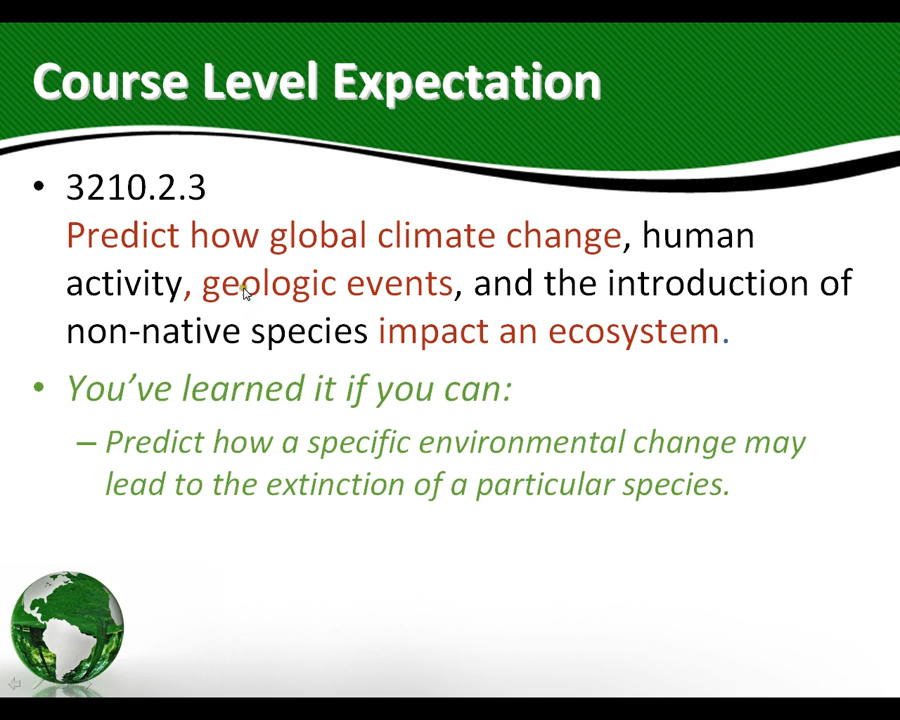 Course Level Expectation
• 3210.2.3
Predict how global climate change, human
activity, geologic events, and the introduction of
non-native species impact an ecosystem.
• You’ve learned it if you can:
– Predict how a specific environmental change may
lead to the extinction of a particular species.